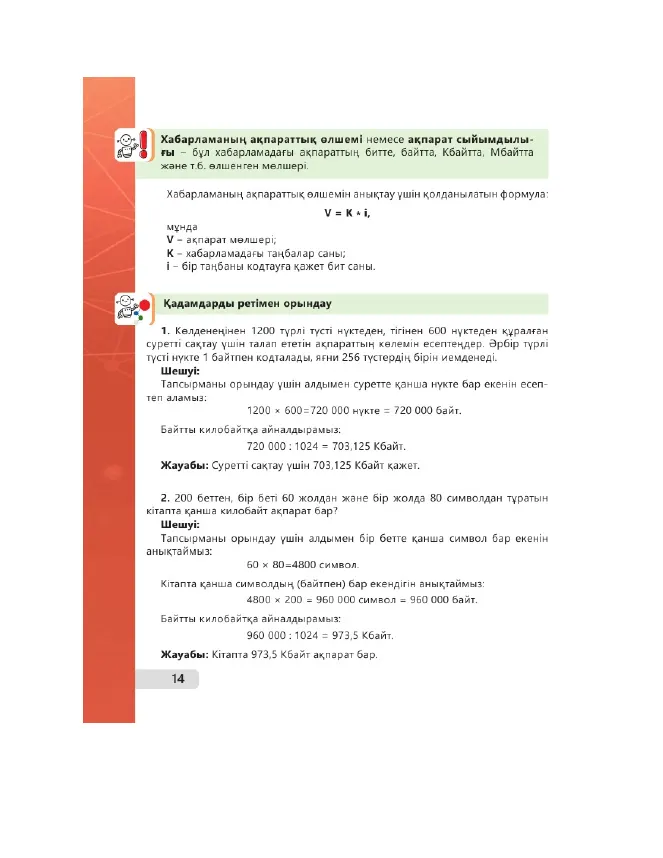 Хабарламаның ақпараттық өлшемі немесе ақпарат сыйымдылы-
ғы – бұл хабарламадағы ақпараттың битте, байтта, Кбайтта, Мбайтта
және т.б. өлшенген мөлшері.
Хабарламаның ақпараттық өлшемін анықтау үшін қолданылатын формула:
V = K * i,
мұнда
V – ақпарат мөлшері;
K – хабарламадағы таңбалар саны;
i – бір таңбаны кодтауға қажет бит саны.
Қадамдарды ретімен орындау
1. Көлденеңінен 1200 түрлі түсті нүктеден, тігінен 600 нүктеден құралған
суретті сақтау үшін талап ететін ақпараттың көлемін есептеңдер. Әрбір түрлі
түсті нүкте 1 байтпен кодталады, яғни 256 түстердің бірін иемденеді.
Шешуі:
Тапсырманы орындау үшін алдымен суретте қанша нүкте бар екенін есеп-
теп аламыз:
1200 × 600=720 000 нүкте = 720 000 байт.
Байтты килобайтқа айналдырамыз:
720 000 : 1024 = 703,125 Кбайт.
Жауабы: Суретті сақтау үшін 703,125 Кбайт қажет.
2. 200 беттен, бір беті 60 жолдан және бір жолда 80 символдан тұратын
кітапта қанша килобайт ақпарат бар?
Шешуі:
Тапсырманы орындау үшін алдымен бір бетте қанша символ бар екенін
анықтаймыз:
60 × 80=4800 символ.
Кітапта қанша символдың (байтпен) бар екендігін анықтаймыз:
4800 × 200 = 960 000 символ = 960 000 байт.
Байтты килобайтқа айналдырамыз:
960 000 : 1024 = 973,5 Кбайт.
Жауабы: Кітапта 973,5 Кбайт ақпарат бар.
14